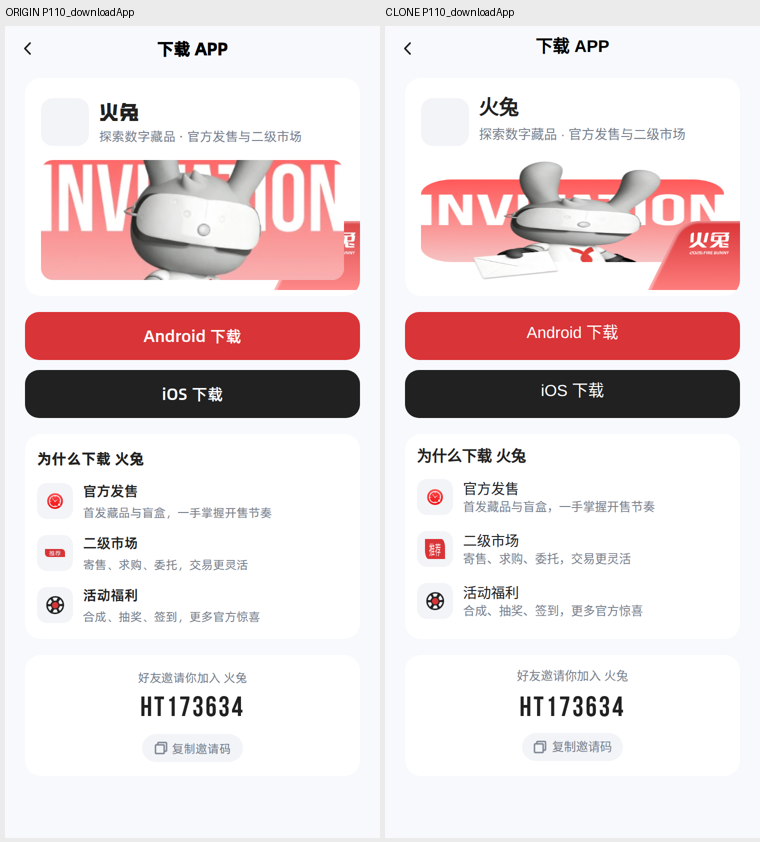 ORIGIN P110_downloadApp
下载 APP
火兔
探索数字藏品 · 官方发售与二级市场
INVITATION
Android 下载
iOS 下载
为什么下载 火兔
官方发售
首发藏品与盲盒，一手掌握开售节奏
推荐
二级市场
寄售、求购、委托，交易更灵活
活动福利
合成、抽奖、签到，更多官方惊喜
好友邀请你加入 火兔
HT173634
复制邀请码
CLONE P110_downloadApp
下载 APP
火兔
探索数字藏品 · 官方发售与二级市场
INVITATION
火兔
Android 下载
iOS 下载
为什么下载 火兔
官方发售
首发藏品与盲盒，一手掌握开售节奏
推荐
二级市场
寄售、求购、委托，交易更灵活
活动福利
合成、抽奖、签到，更多官方惊喜
好友邀请你加入 火兔
HT173634
复制邀请码